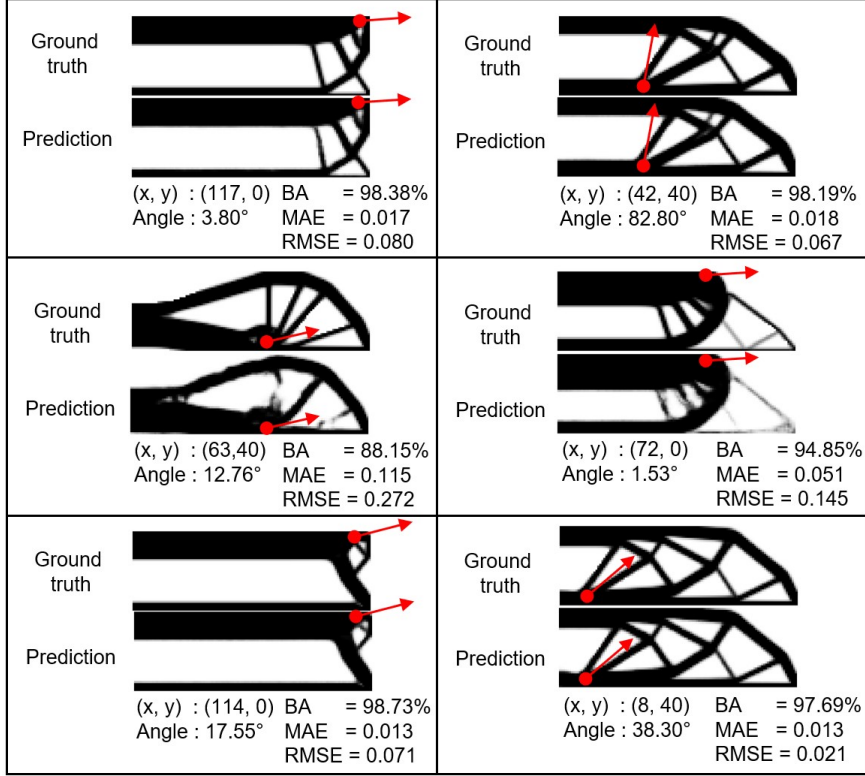 Ground
truth
Prediction
(x, y) : (117, 0) BA = 98.38%
Angle : 3.80° MAE = 0.017
RMSE = 0.080
Ground
truth
Prediction
(x, y) : (42, 40) BA = 98.19%
Angle : 82.80° MAE = 0.018
RMSE = 0.067
Ground
truth
Prediction
(x, y) : (63,40) BA = 88.15%
Angle : 12.76° MAE = 0.115
RMSE = 0.272
Ground
truth
Prediction
(x, y) : (72, 0) BA = 94.85%
Angle : 1.53° MAE = 0.051
RMSE = 0.145
Ground
truth
Prediction
(x, y) : (114, 0) BA = 98.73%
Angle : 17.55° MAE = 0.013
RMSE = 0.071
Ground
truth
Prediction
(x, y) : (8, 40) BA = 97.69%
Angle : 38.30° MAE = 0.013
RMSE = 0.021